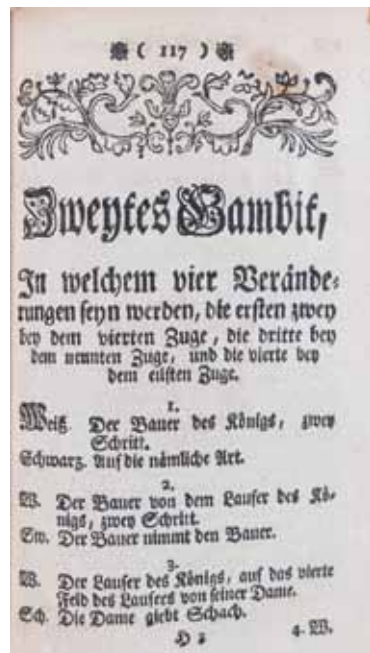 ( 117 )
Zweytes Gambit,
In welchem vier Verände-
rungen seyn werden, die ersten zwey
bey dem vierten Zuge, die dritte bey
dem neunten Zuge, und die vierte bey
dem eilften Zuge.
1.
Weiß. Der Bauer des Königs, zwey
Schritt.
Schwarz. Auf die nämliche Art.
2.
W. Der Bauer von dem Laufer des Kö-
nigs, zwey Schritt.
Sw. Der Bauer nimmt den Bauer.
3.
W. Der Laufer des Königs, auf das vierte
Feld des Laufers von seiner Dame.
Sch. Die Dame giebt Schach.
4. W.